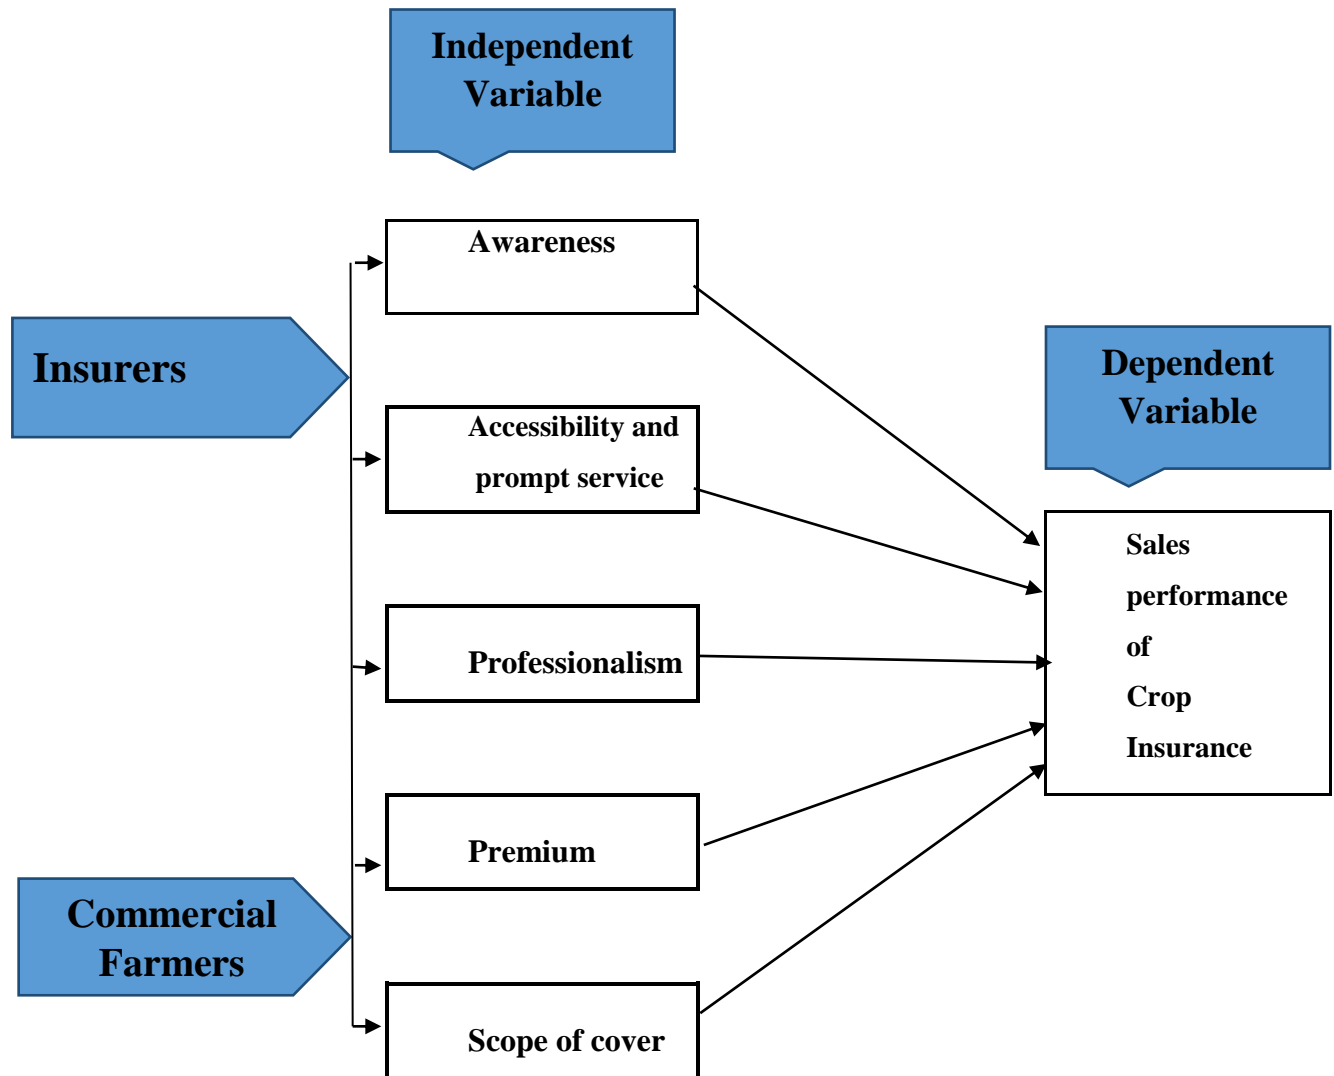 Independent
Variable
Awareness
Insurers
Accessibility and
prompt service
Dependent
Variable
Sales
performance
of
Crop
Insurance
Professionalism
Premium
Commercial
Farmers
Scope of cover